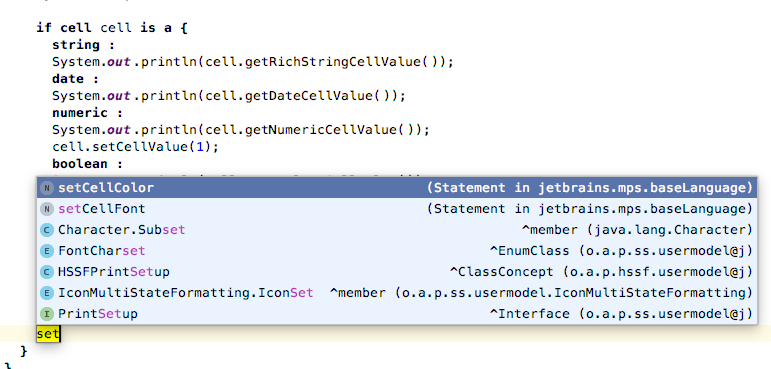 if cell cell is a {
string :
System.out.println(cell.getRichStringCellValue());
date :
System.out.println(cell.getDateCellValue());
numeric :
System.out.println(cell.getNumericCellValue());
cell.setCellValue(1);
boolean :
N setCellColor (Statement in jetbrains.mps.baseLanguage)
N setCellFont (Statement in jetbrains.mps.baseLanguage)
C Character.Subset ^member (java.lang.Character)
E FontCharset ^EnumClass (o.a.p.ss.usermodel@j)
C HSSFPrintSetup ^ClassConcept (o.a.p.hssf.usermodel@j)
E IconMultiStateFormatting.IconSet ^member (o.a.p.ss.usermodel.IconMultiStateFormatting)
I PrintSetup ^Interface (o.a.p.ss.usermodel@j)
set
}